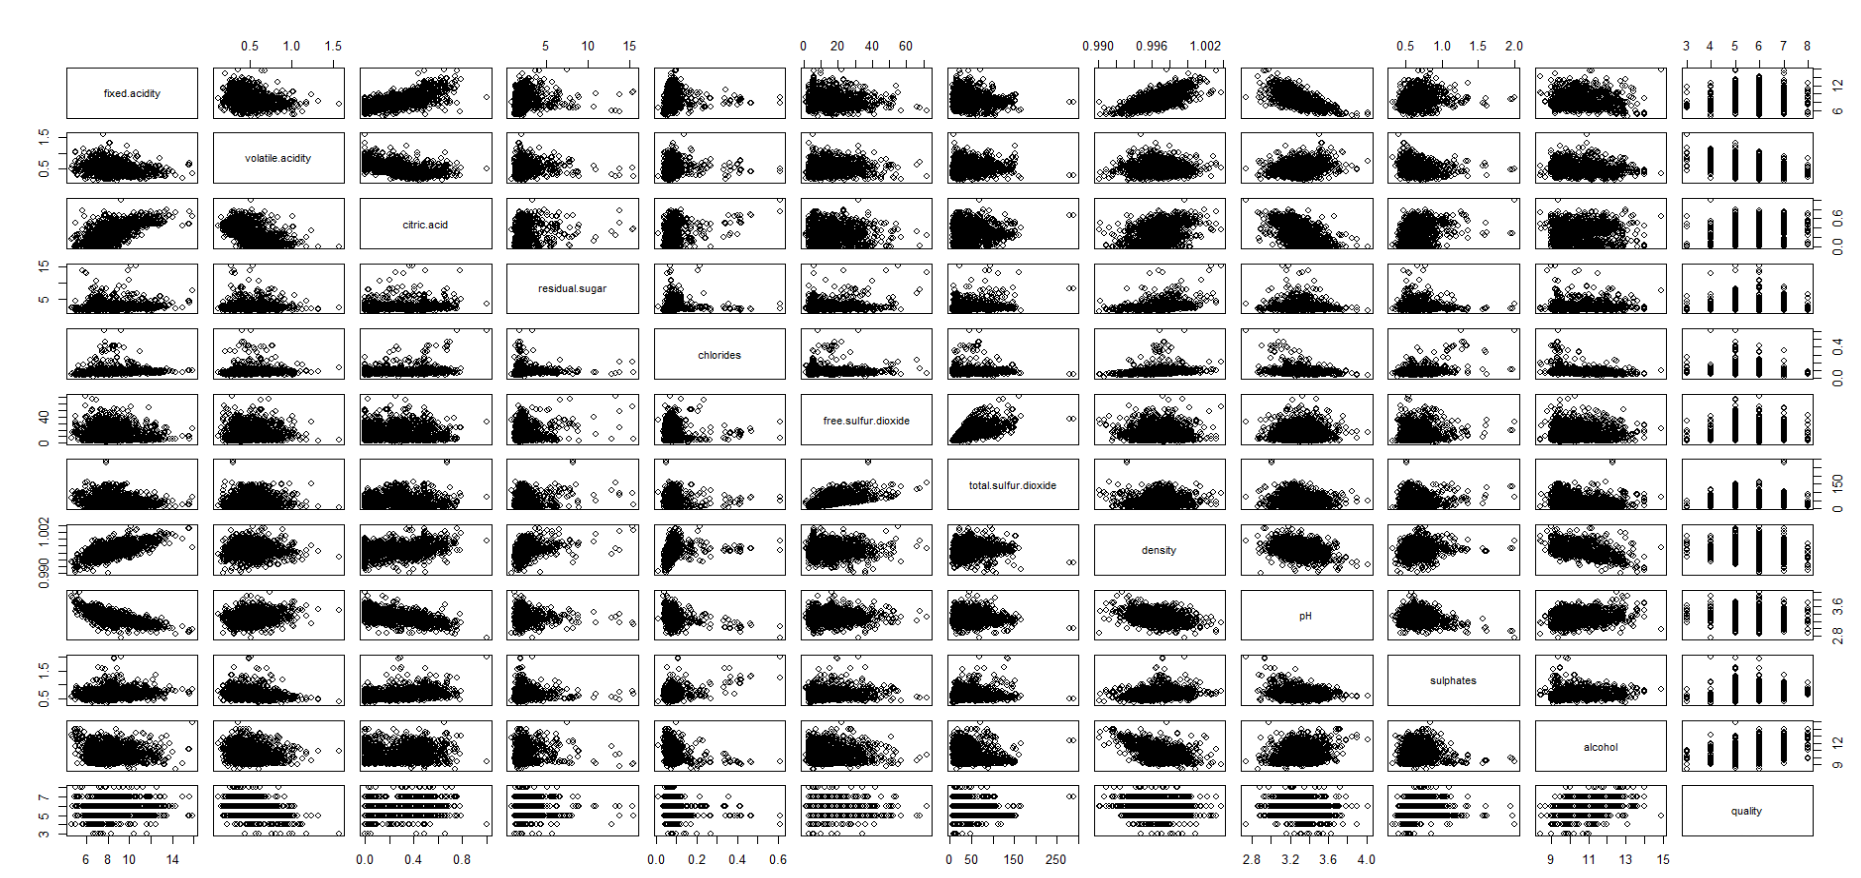 0.5 1.0 1.5 5 10 15 0 20 40 60 0.990 0.996 1.002 0.5 1.0 1.5 2.0 3 4 5 6 7 8
fixed.acidity 6 12
0.5 1.5 volatile.acidity
citric.acid 0.0 0.6
5 15 residual.sugar
chlorides 0.0 0.4
0 40 free.sulfur.dioxide
total.sulfur.dioxide 0 150
0.990 1.002 density
pH 2.8 3.6
0.5 1.5 sulphates
alcohol 9 12
3 5 7 quality
6 8 10 14 0.0 0.4 0.8 0.0 0.2 0.4 0.6 0 50 150 250 2.8 3.2 3.6 4.0 9 11 13 15